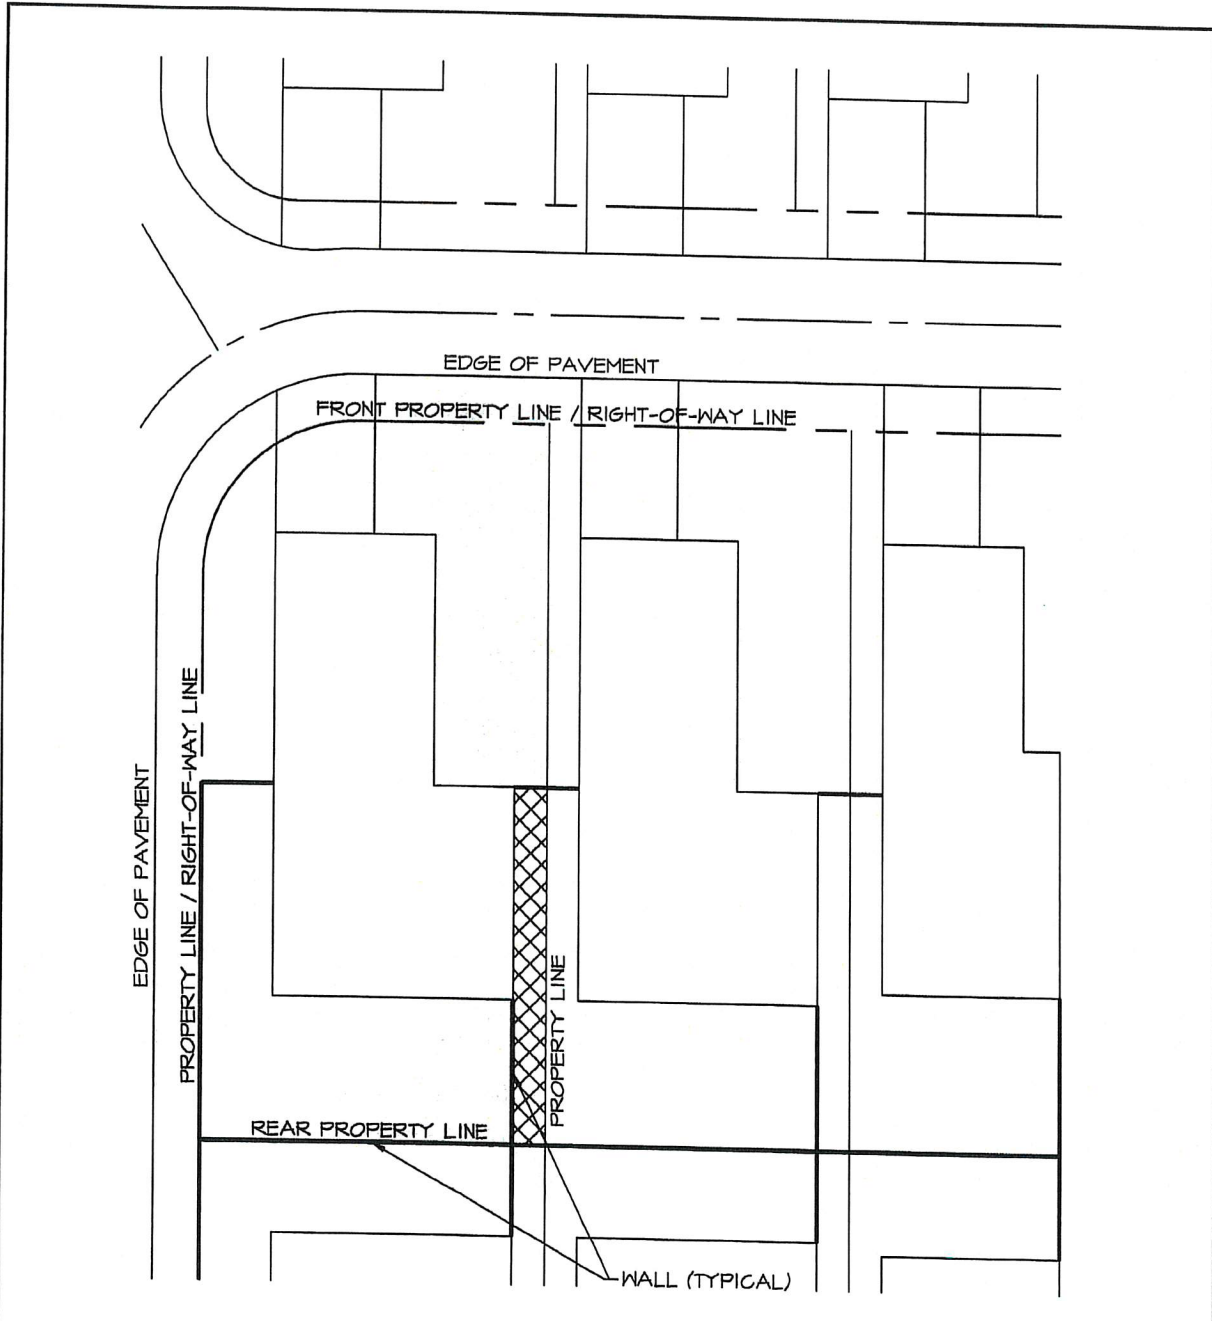 EDGE OF PAVEMENT
FRONT PROPERTY LINE / RIGHT-OF-WAY LINE
PROPERTY LINE / RIGHT-OF-WAY LINE
EDGE OF PAVEMENT
PROPERTY LINE
REAR PROPERTY LINE
WALL (TYPICAL)